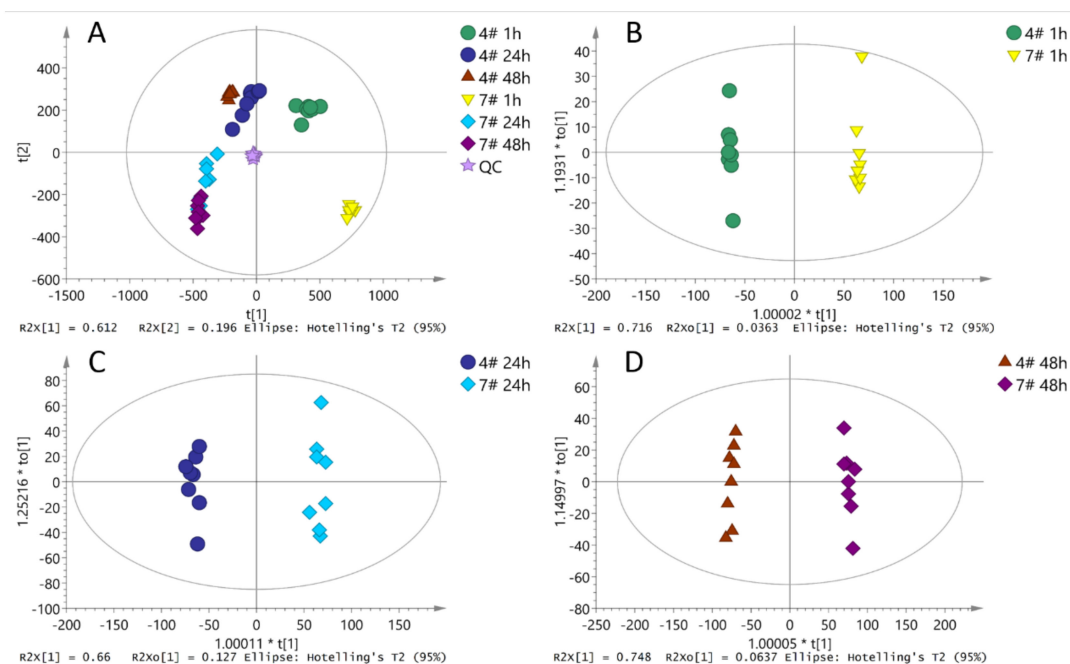 A
4# 1h
4# 24h
4# 48h
7# 1h
7# 24h
7# 48h
QC
t[2]
400
200
0
-200
-400
-600
-1500 -1000 -500 0 500 1000
t[1]
R2X[1] = 0.612 R2X[2] = 0.196 Ellipse: Hotelling's T2 (95%)
B
4# 1h
7# 1h
1.1931 * to[1]
40
30
20
10
0
-10
-20
-30
-40
-50
-200 -150 -100 -50 0 50 100 150
1.00002 * t[1]
R2X[1] = 0.716 R2Xo[1] = 0.0363 Ellipse: Hotelling's T2 (95%)
C
4# 24h
7# 24h
1.25216 * to[1]
80
60
40
20
0
-20
-40
-60
-80
-100
-200 -150 -100 -50 0 50 100 150
1.00011 * t[1]
R2X[1] = 0.66 R2Xo[1] = 0.127 Ellipse: Hotelling's T2 (95%)
D
4# 48h
7# 48h
1.14997 * to[1]
60
40
20
0
-20
-40
-60
-80
-250 -200 -150 -100 -50 0 50 100 150 200
1.00005 * t[1]
R2X[1] = 0.748 R2Xo[1] = 0.0637 Ellipse: Hotelling's T2 (95%)